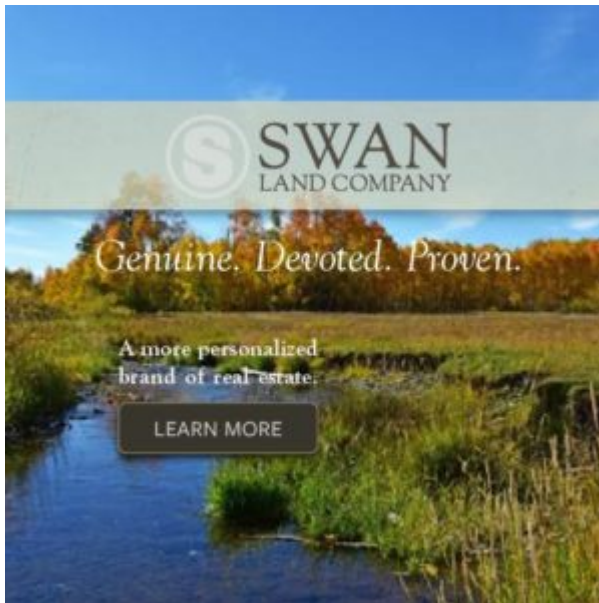 S
SWAN
LAND COMPANY
Genuine. Devoted. Proven.
A more personalized
brand of real estate.
LEARN MORE